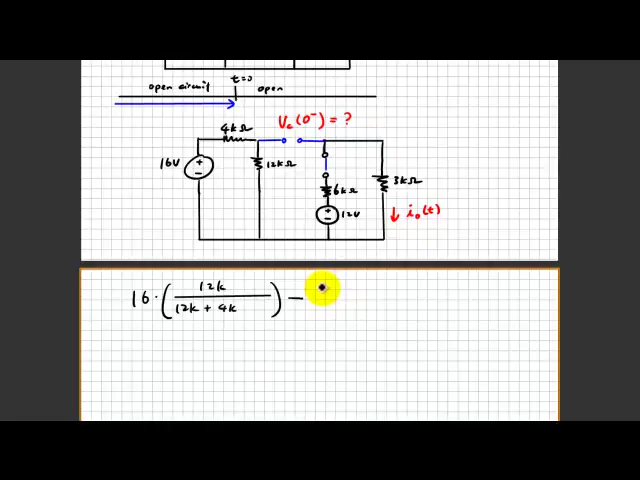 open circuit t=0 open
Vc(0⁻) = ?
4kΩ
16V + − 12kΩ 6kΩ 3kΩ
+ − 12V ↓ i₀(t)
16 · ( 12k / 12k + 4k ) −